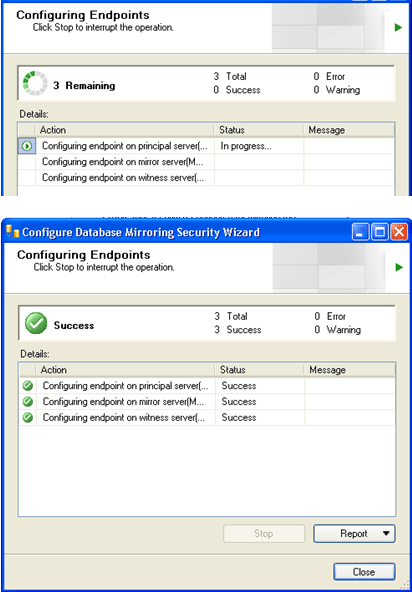 Configuring Endpoints
Click Stop to interrupt the operation.
3 Remaining
3 Total
0 Error
0 Success
0 Warning
Details:
Action Status Message
Configuring endpoint on principal server(... In progress...
Configuring endpoint on mirror server(M...
Configuring endpoint on witness server(...
Configure Database Mirroring Security Wizard
Configuring Endpoints
Click Stop to interrupt the operation.
Success
3 Total
0 Error
3 Success
0 Warning
Details:
Action Status Message
Configuring endpoint on principal server(... Success
Configuring endpoint on mirror server(M... Success
Configuring endpoint on witness server(... Success
Stop
Report
Close